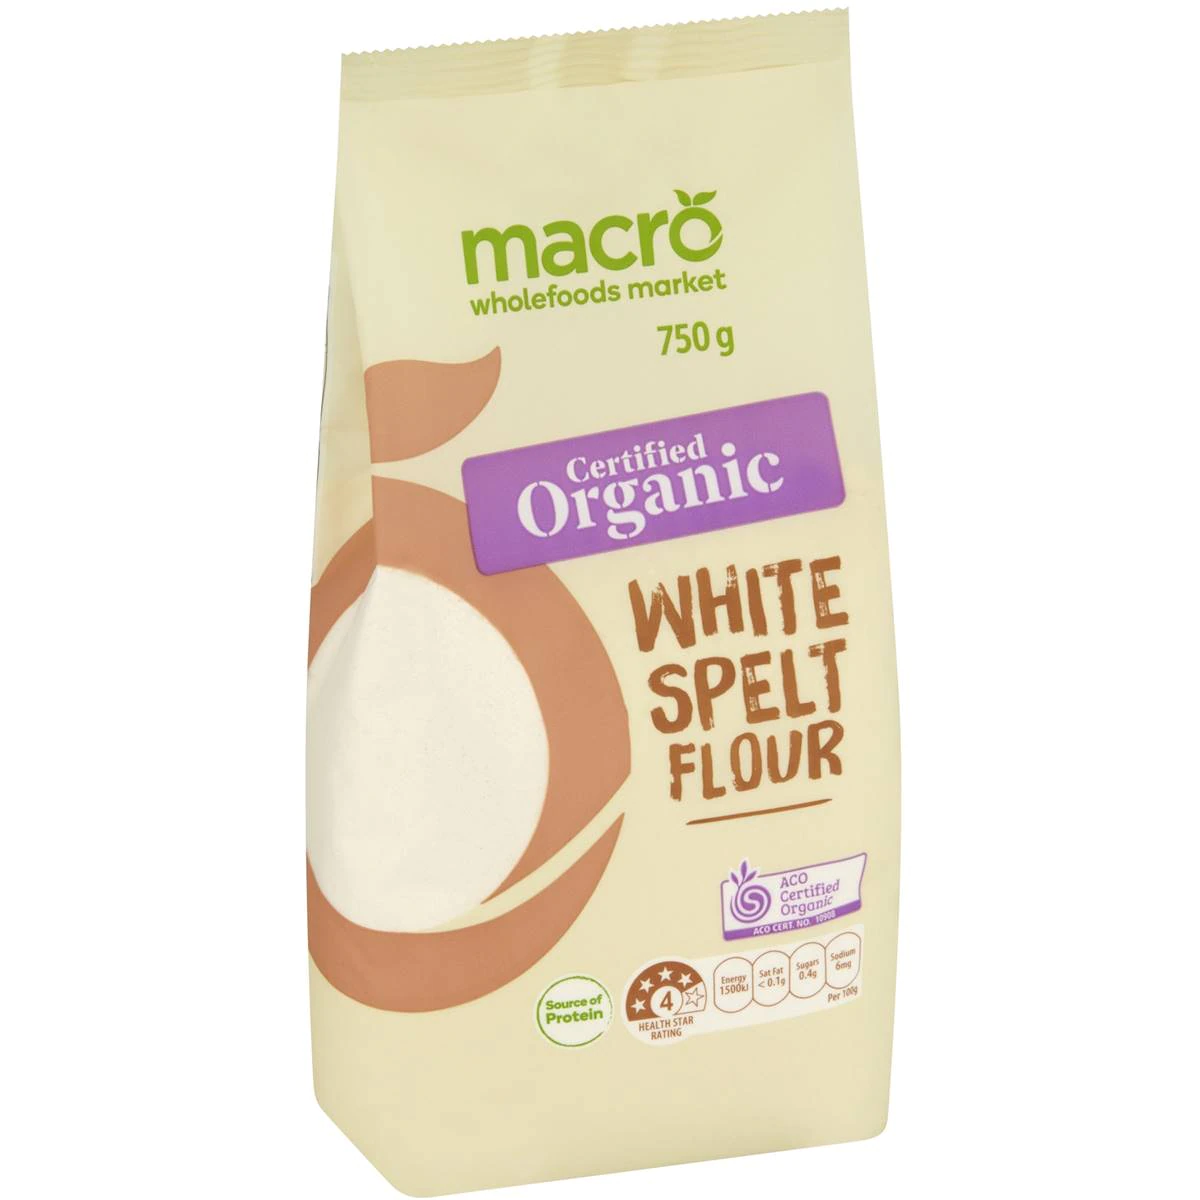 macro
wholefoods market
750 g
Certified
Organic
WHITE
SPELT
FLOUR
ACO
Certified
Organic
ACO CERT. NO. 10908
Source of
Protein
4
HEALTH STAR
RATING
Energy
1500kJ
Sat Fat
< 0.1g
Sugars
0.4g
Sodium
6mg
Per 100g